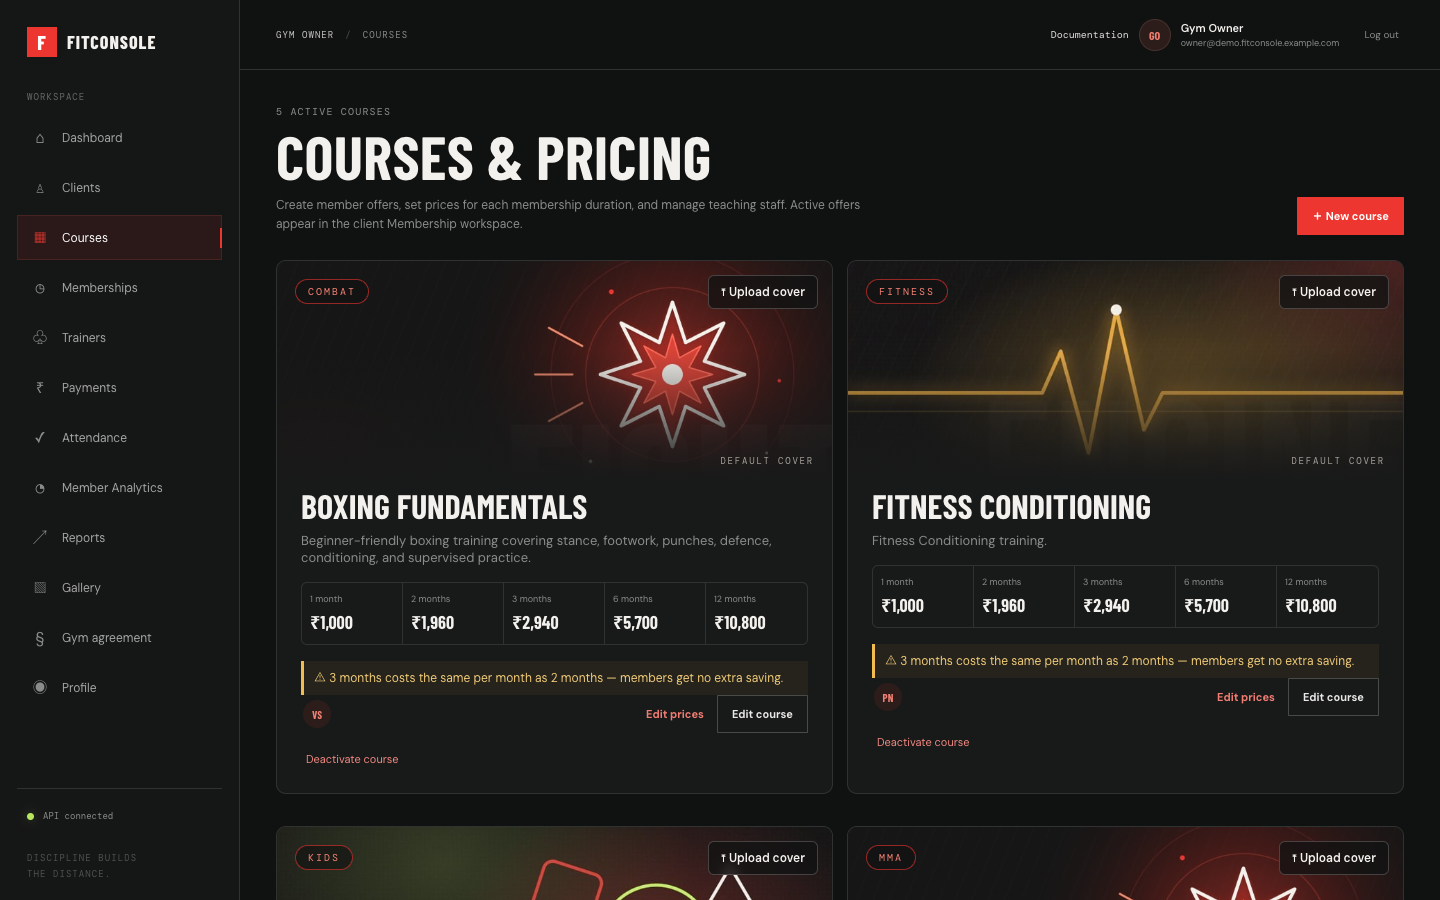 F FITCONSOLE
WORKSPACE
Dashboard
Clients
Courses
Memberships
Trainers
₹ Payments
Attendance
Member Analytics
Reports
Gallery
§ Gym agreement
Profile
API connected
DISCIPLINE BUILDS
THE DISTANCE.
GYM OWNER / COURSES
Documentation
GO
Gym Owner
owner@demo.fitconsole.example.com
Log out
5 ACTIVE COURSES
COURSES & PRICING
Create member offers, set prices for each membership duration, and manage teaching staff. Active offers
appear in the client Membership workspace.
+ New course
COMBAT
↑ Upload cover
DEFAULT COVER
BOXING FUNDAMENTALS
Beginner-friendly boxing training covering stance, footwork, punches, defence,
conditioning, and supervised practice.
1 month 2 months 3 months 6 months 12 months
₹1,000 ₹1,960 ₹2,940 ₹5,700 ₹10,800
⚠ 3 months costs the same per month as 2 months — members get no extra saving.
VS
Edit prices
Edit course
Deactivate course
FITNESS
↑ Upload cover
DEFAULT COVER
FITNESS CONDITIONING
Fitness Conditioning training.
1 month 2 months 3 months 6 months 12 months
₹1,000 ₹1,960 ₹2,940 ₹5,700 ₹10,800
⚠ 3 months costs the same per month as 2 months — members get no extra saving.
PN
Edit prices
Edit course
Deactivate course
KIDS
↑ Upload cover
MMA
↑ Upload cover